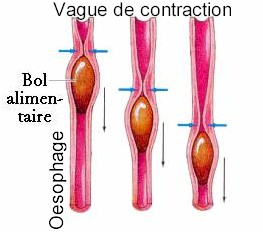 Vague de contraction
Bol
alimen-
taire
Oesophage